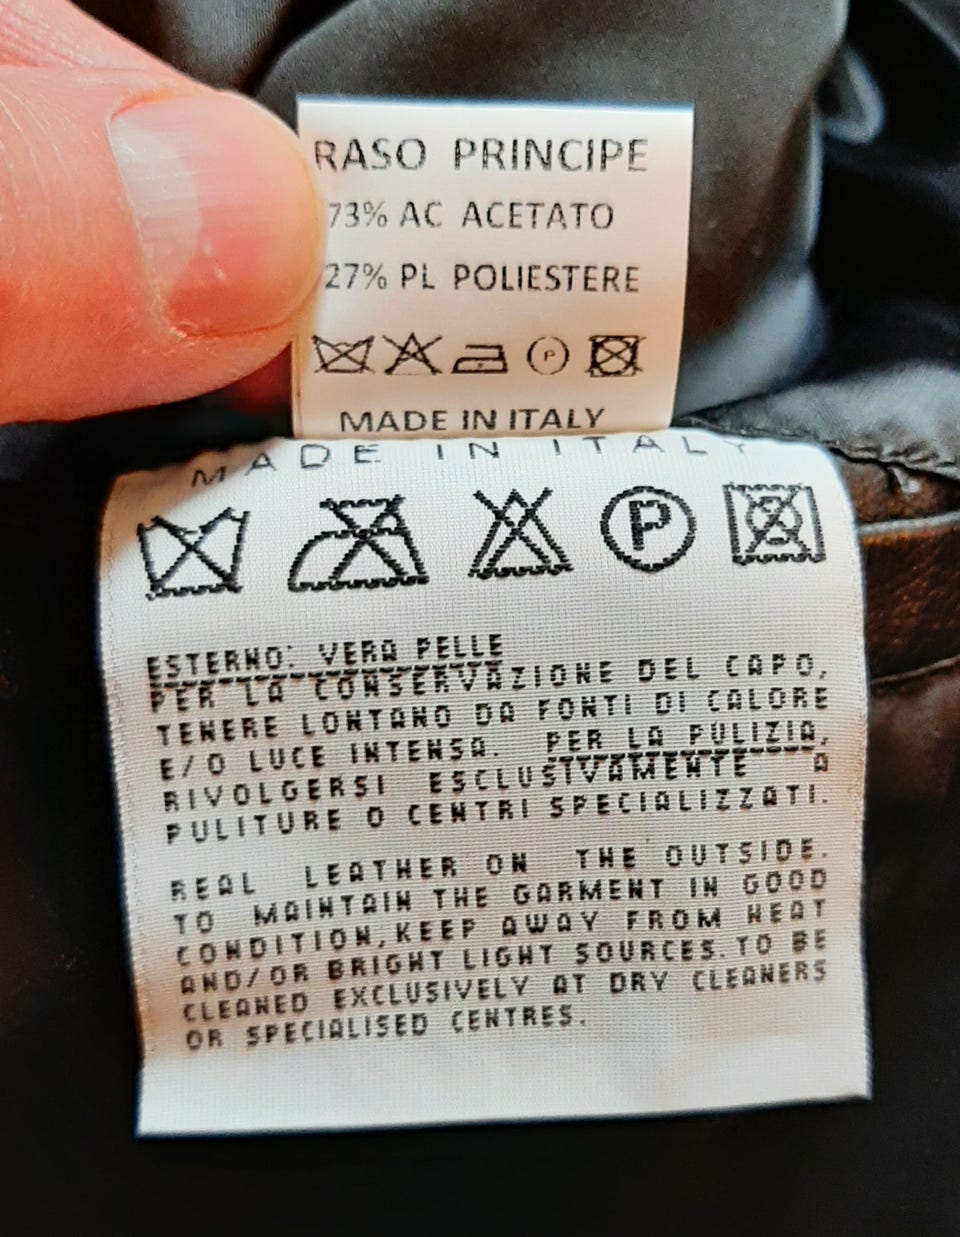 RASO PRINCIPE
73% AC ACETATO
27% PL POLIESTERE
P
MADE IN ITALY
MADE IN ITALY
P
ESTERNO: VERA PELLE
PER LA CONSERVAZIONE DEL CAPO,
TENERE LONTANO DA FONTI DI CALORE
E/O LUCE INTENSA. PER LA PULIZIA,
RIVOLGERSI ESCLUSIVAMENTE A
PULITURE O CENTRI SPECIALIZZATI.
REAL LEATHER ON THE OUTSIDE.
TO MAINTAIN THE GARMENT IN GOOD
CONDITION,KEEP AWAY FROM HEAT
AND/OR BRIGHT LIGHT SOURCES.TO BE
CLEANED EXCLUSIVELY AT DRY CLEANERS
OR SPECIALISED CENTRES.